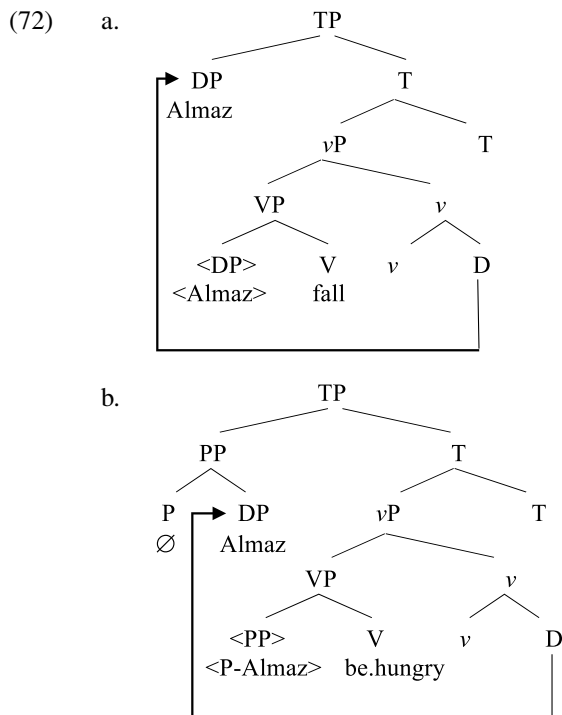 (72) a. TP
DP T
Almaz
vP T
VP v
<DP> V v D
<Almaz> fall
b. TP
PP T
P DP vP T
∅ Almaz
VP v
<PP> V v D
<P-Almaz> be.hungry